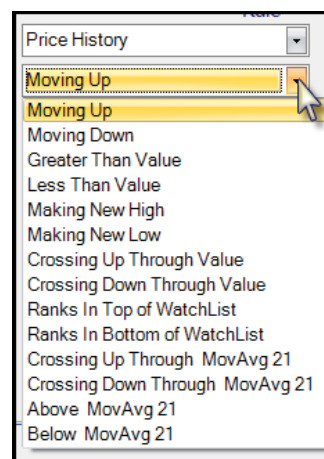 Price History
Moving Up
Moving Up
Moving Down
Greater Than Value
Less Than Value
Making New High
Making New Low
Crossing Up Through Value
Crossing Down Through Value
Ranks In Top of WatchList
Ranks In Bottom of WatchList
Crossing Up Through  MovAvg 21
Crossing Down Through  MovAvg 21
Above  MovAvg 21
Below  MovAvg 21